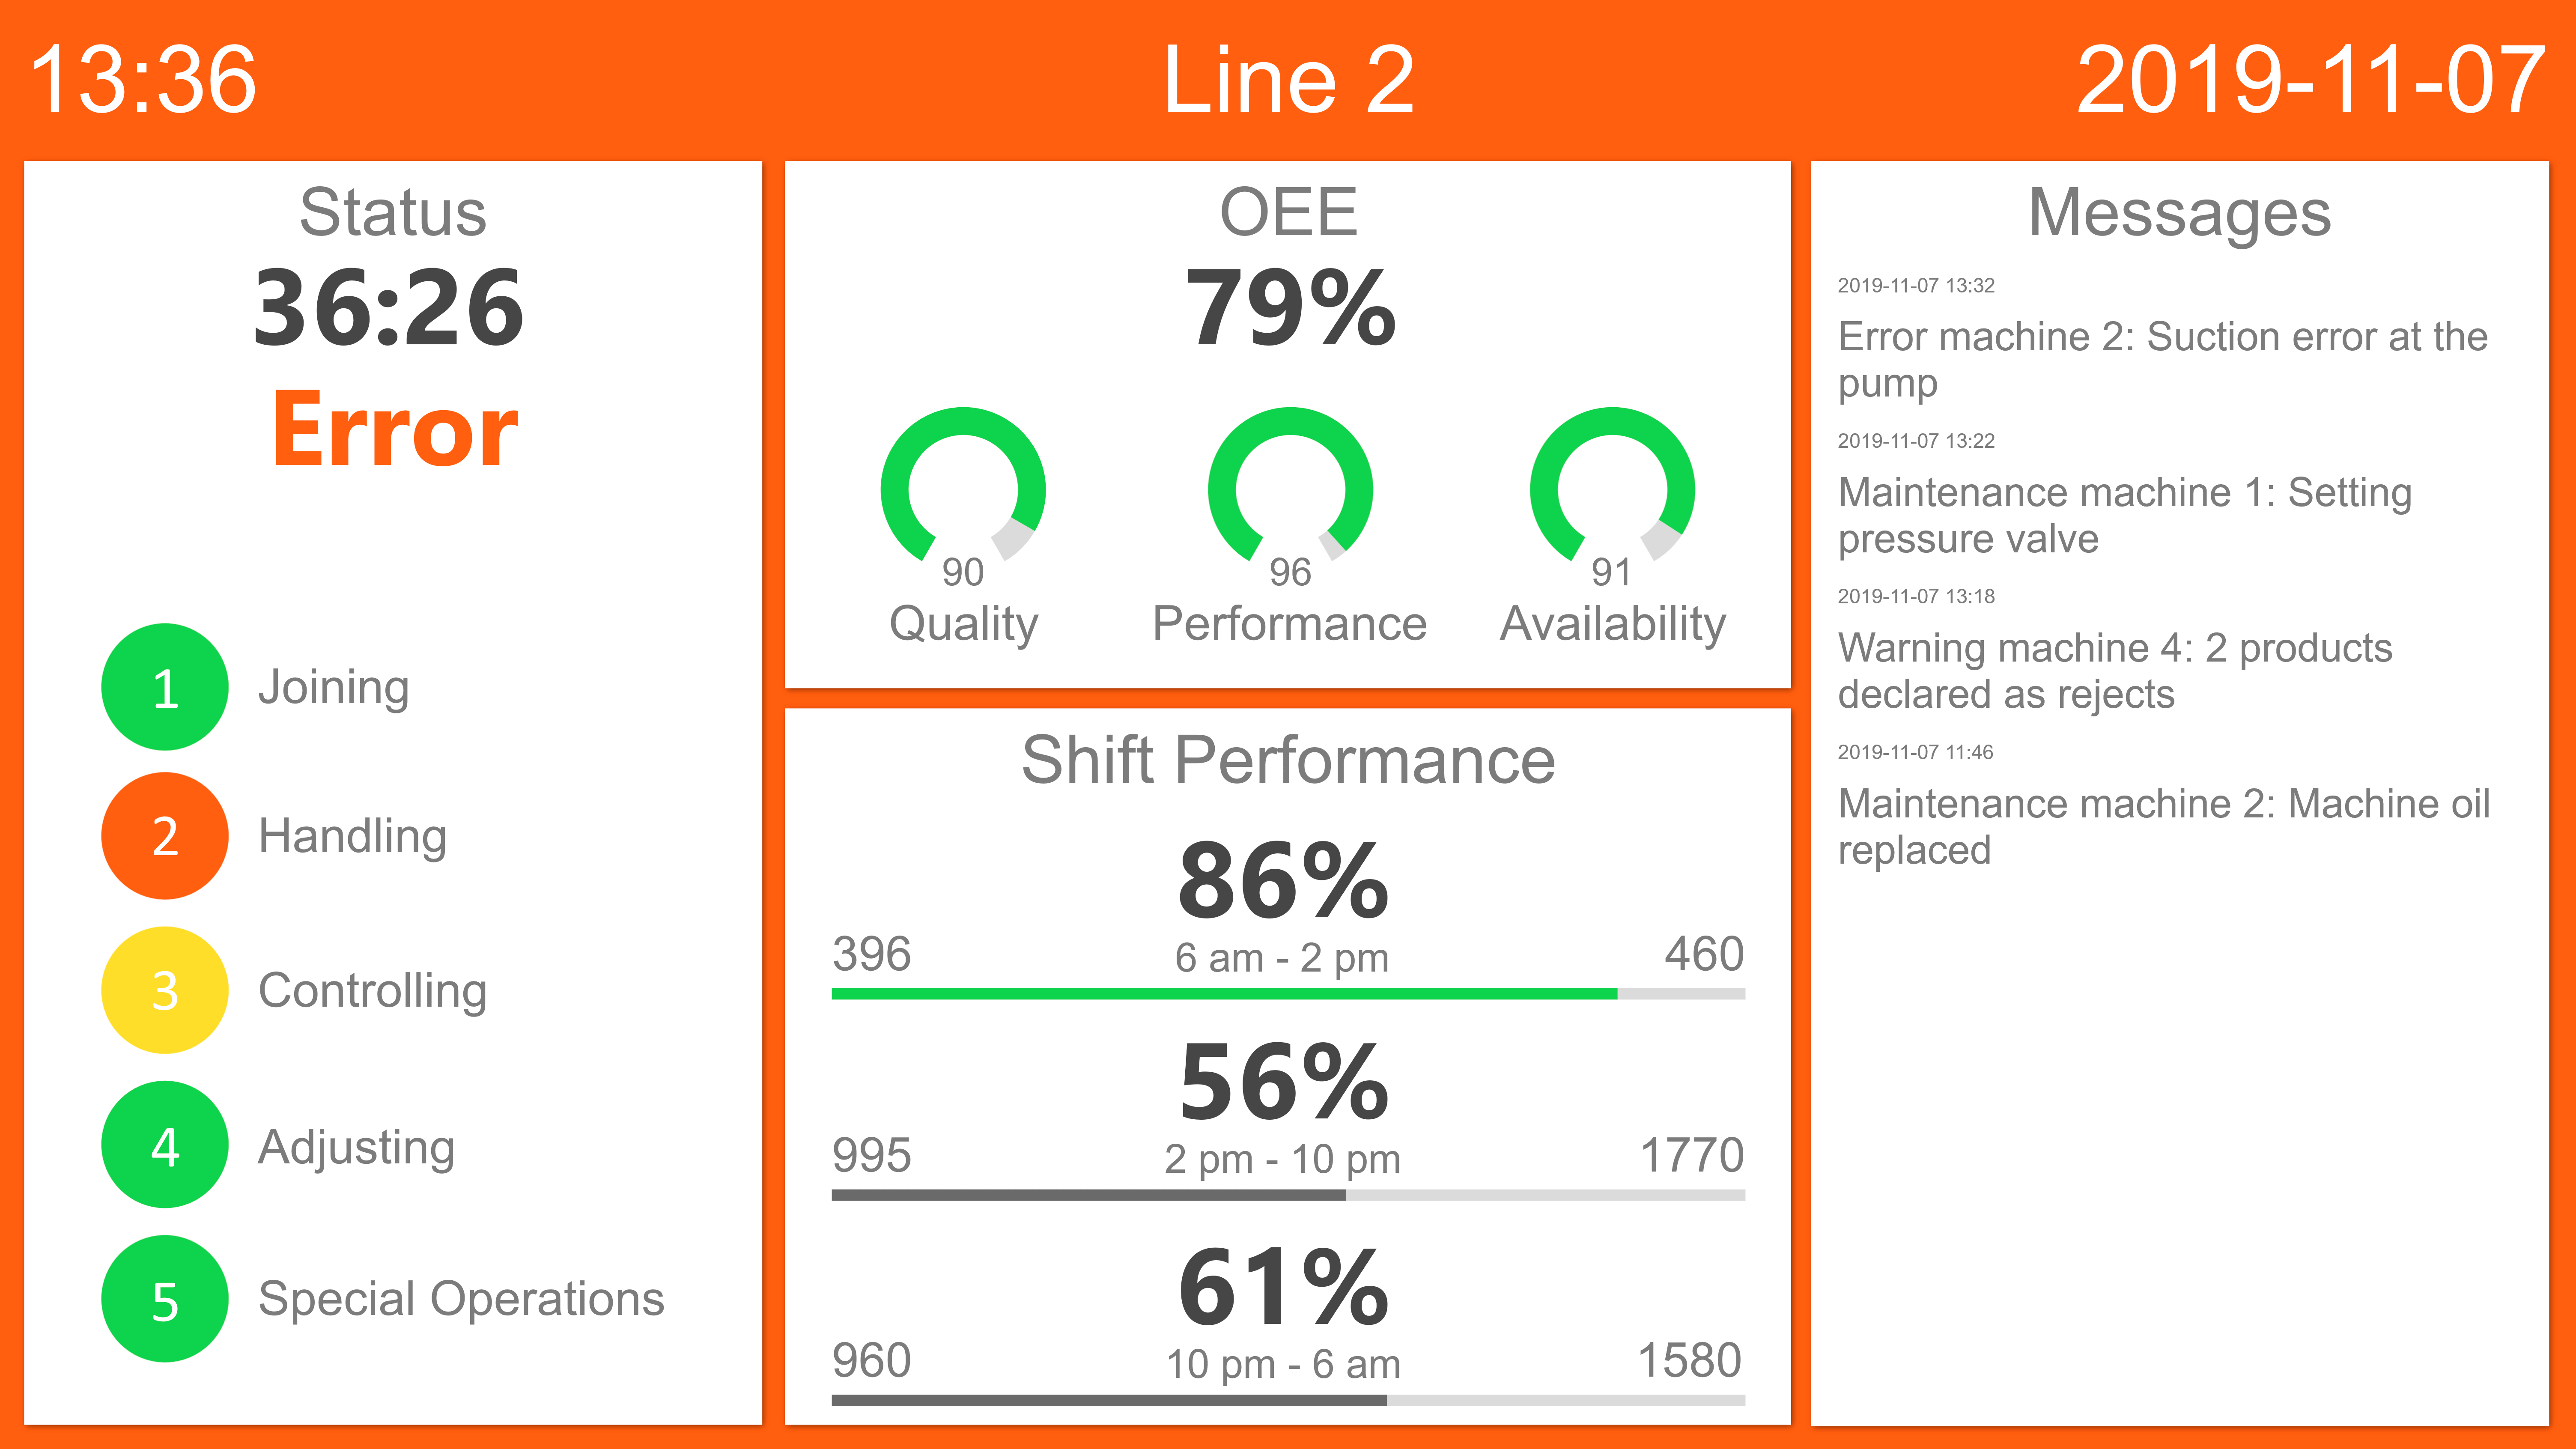 13:36
Line 2
2019-11-07
Status
36:26
Error
1 Joining
2 Handling
3 Controlling
4 Adjusting
5 Special Operations
OEE
79%
90 96 91
Quality Performance Availability
Shift Performance
86%
396 6 am - 2 pm 460
56%
995 2 pm - 10 pm 1770
61%
960 10 pm - 6 am 1580
Messages
2019-11-07 13:32
Error machine 2: Suction error at the
pump
2019-11-07 13:22
Maintenance machine 1: Setting
pressure valve
2019-11-07 13:18
Warning machine 4: 2 products
declared as rejects
2019-11-07 11:46
Maintenance machine 2: Machine oil
replaced